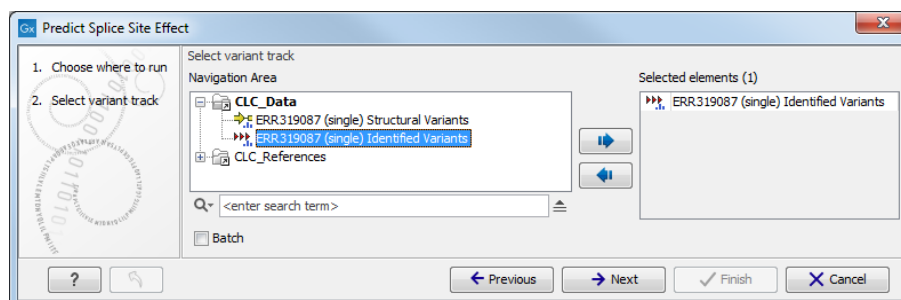 Gx Predict Splice Site Effect
1. Choose where to run
2. Select variant track
Select variant track
Navigation Area
CLC_Data
ERR319087 (single) Structural Variants
ERR319087 (single) Identified Variants
CLC_References
<enter search term>
Batch
Selected elements (1)
ERR319087 (single) Identified Variants
?
Previous
Next
Finish
Cancel